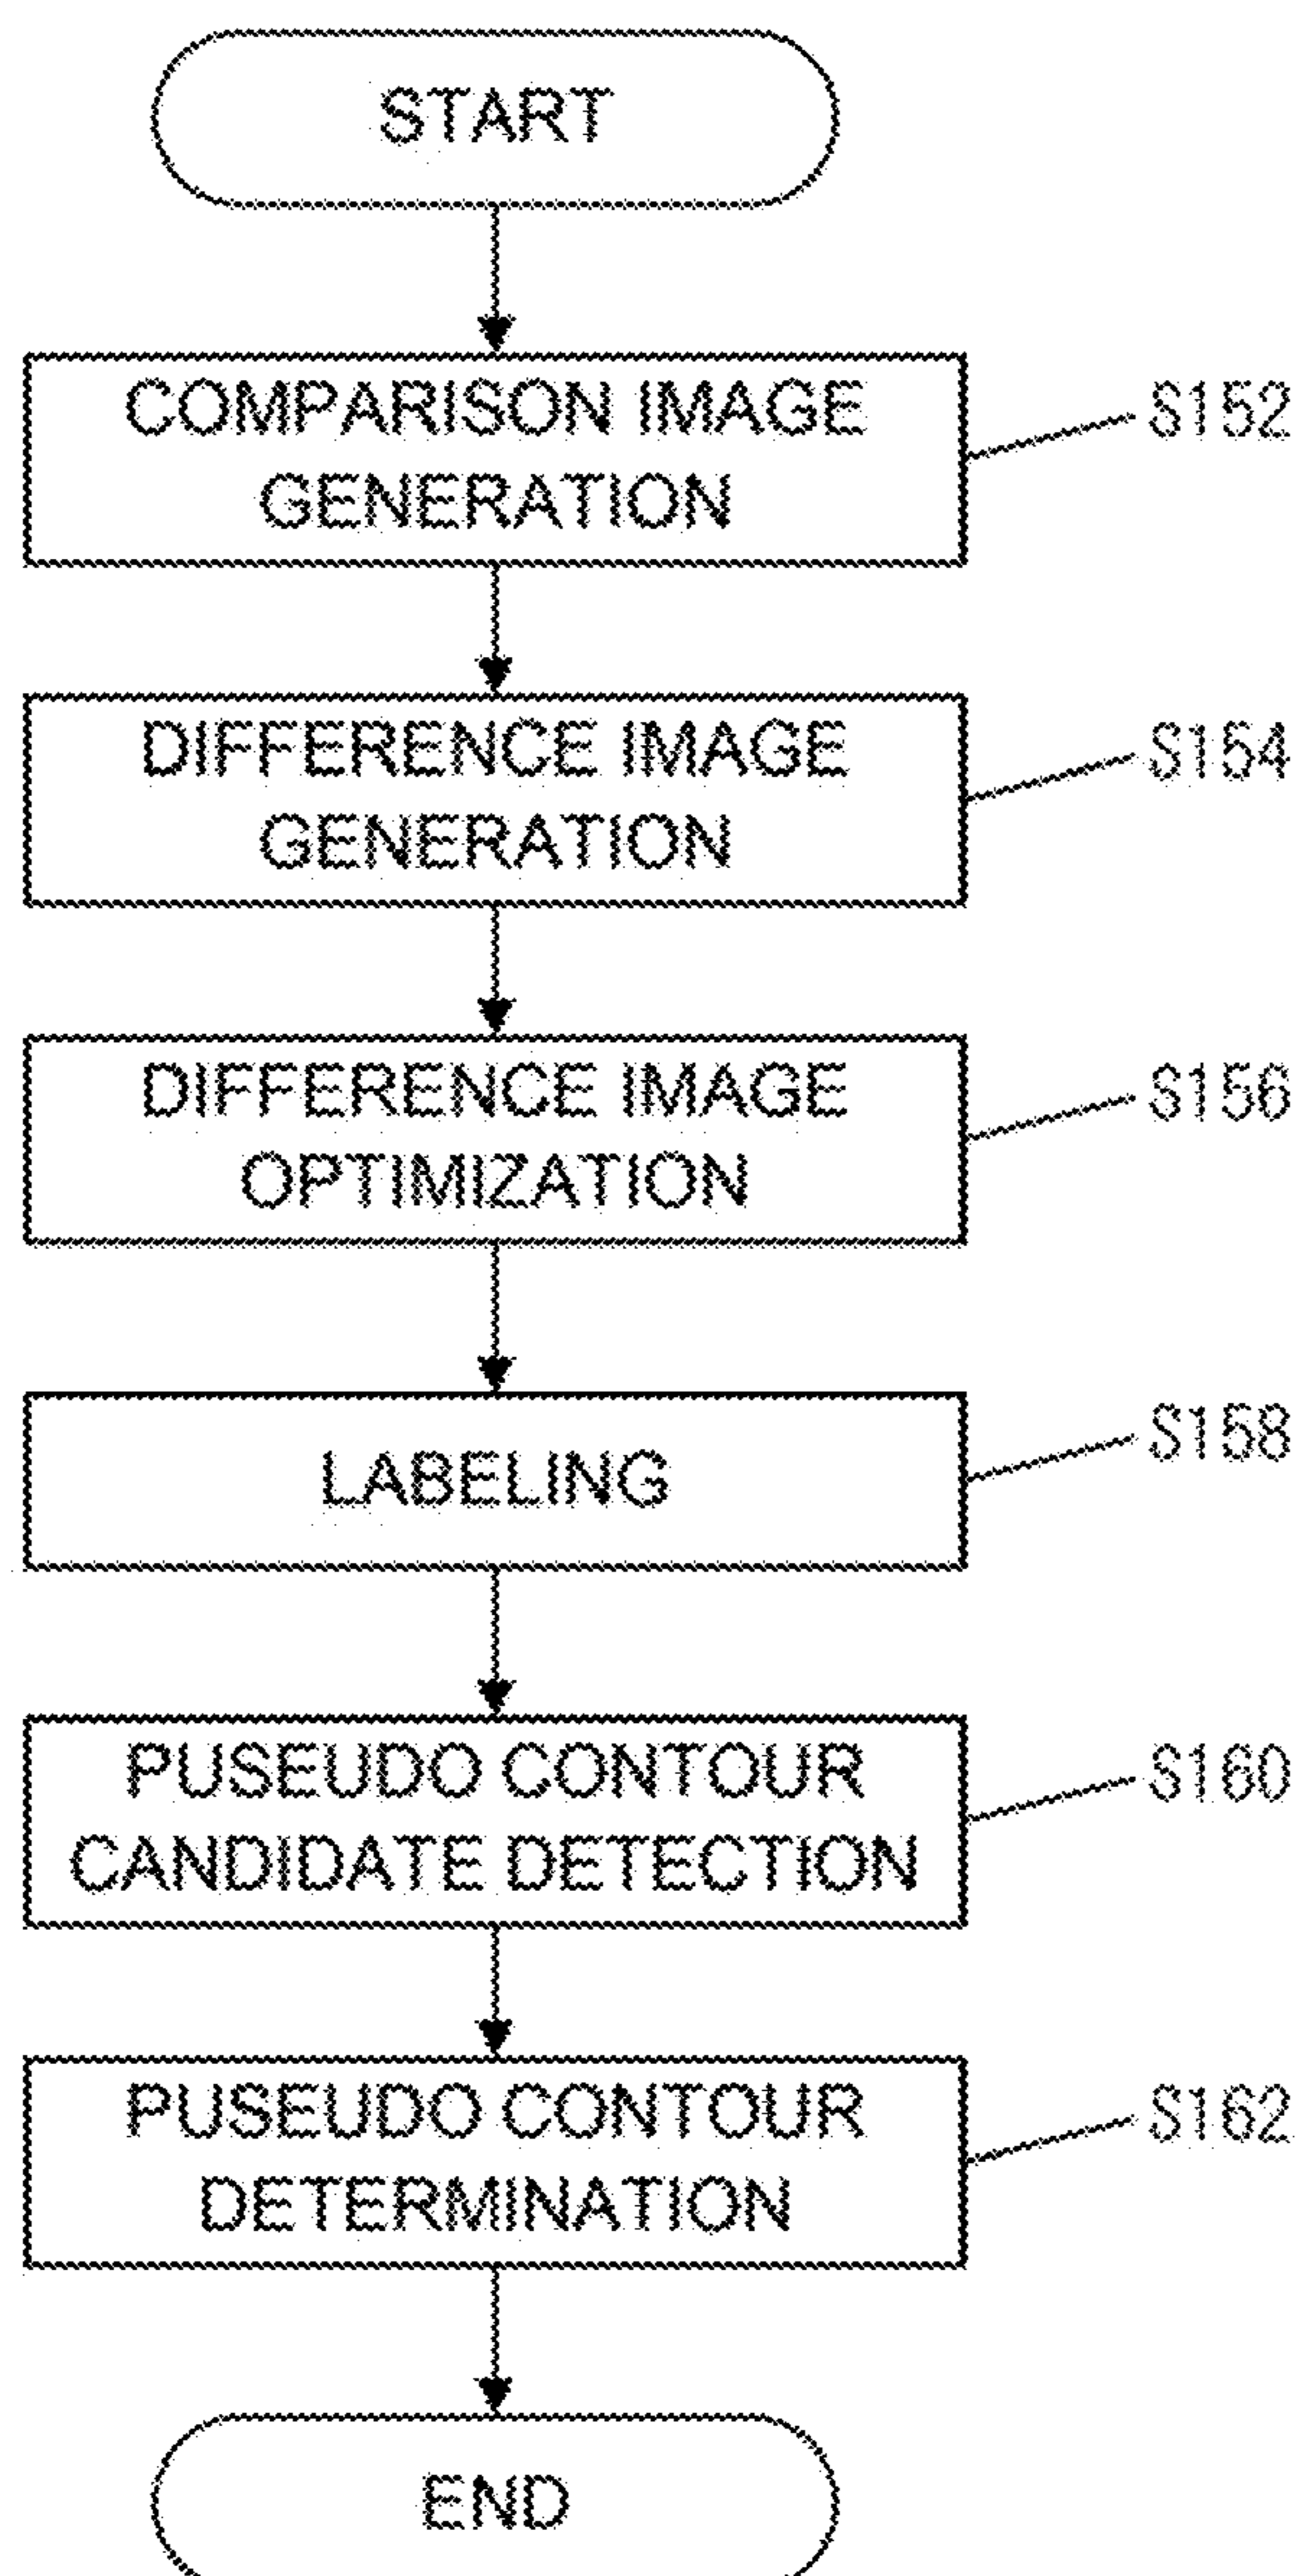 START
COMPARISON IMAGE
GENERATION
S152
DIFFERENCE IMAGE
GENERATION
S154
DIFFERENCE IMAGE
OPTIMIZATION
S156
LABELING
S158
PUSEUDO CONTOUR
CANDIDATE DETECTION
S160
PUSEUDO CONTOUR
DETERMINATION
S162
END